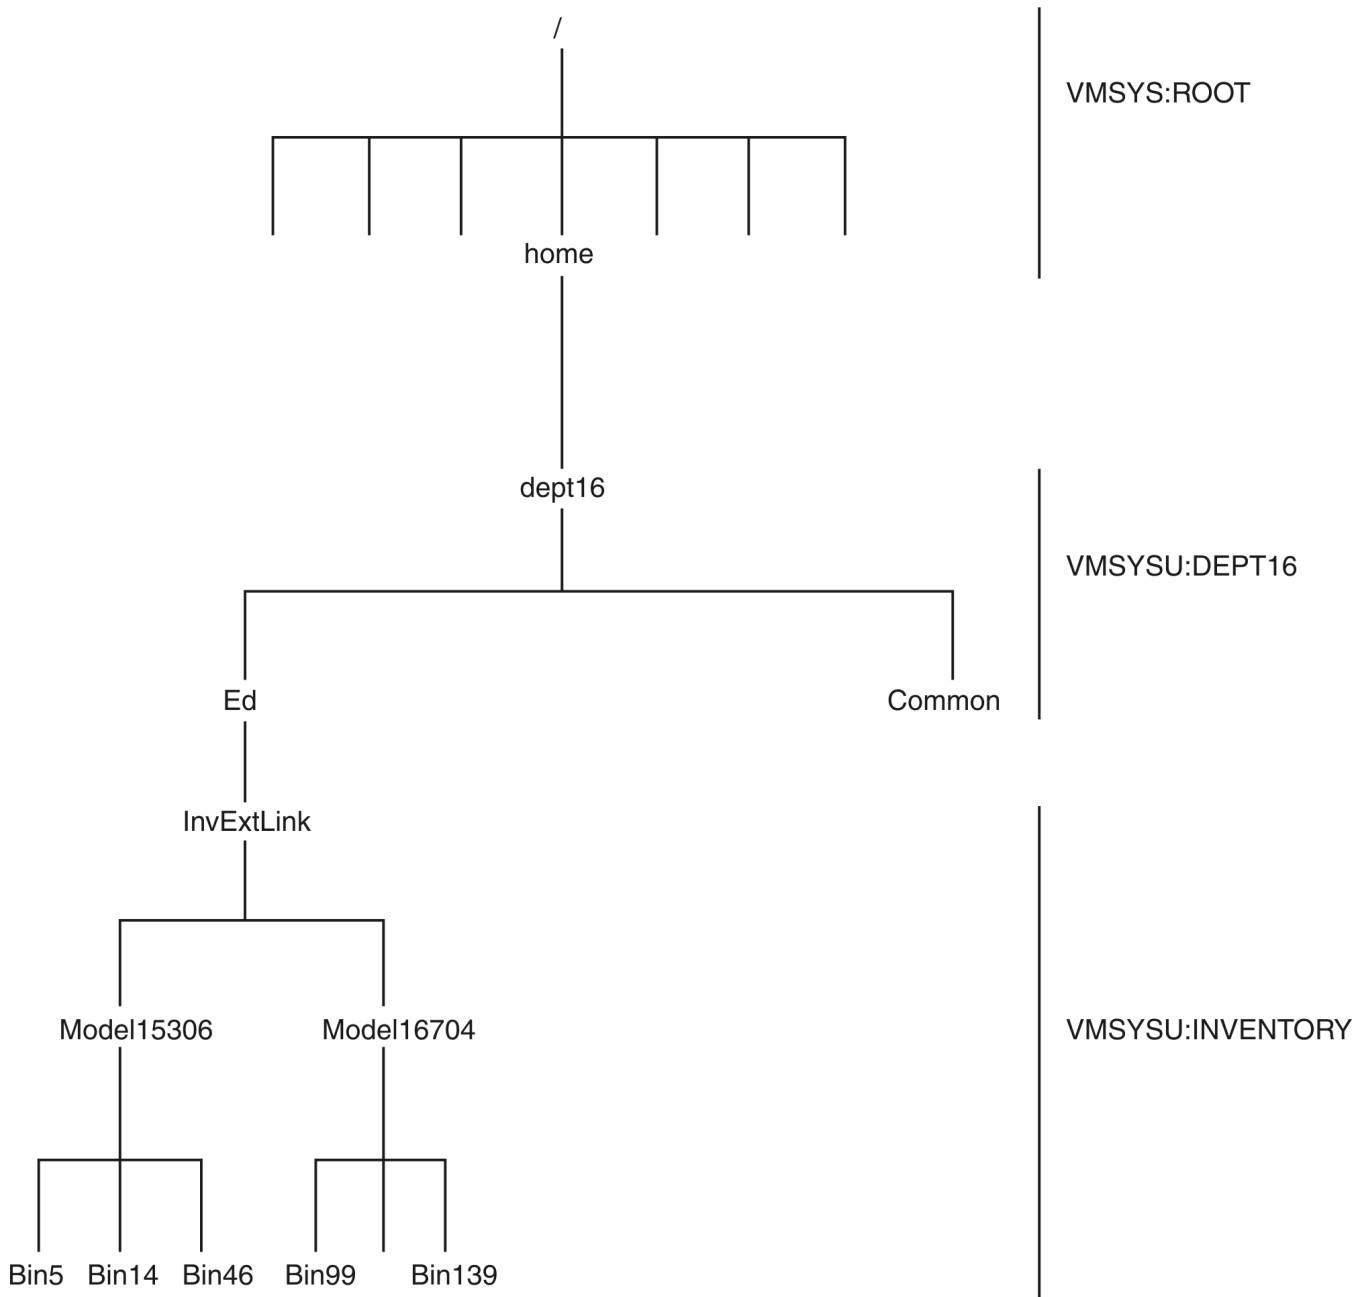 /
VMSYS:ROOT
home
dept16
VMSYSU:DEPT16
Ed
Common
InvExtLink
Model15306
Model16704
VMSYSU:INVENTORY
Bin5
Bin14
Bin46
Bin99
Bin139